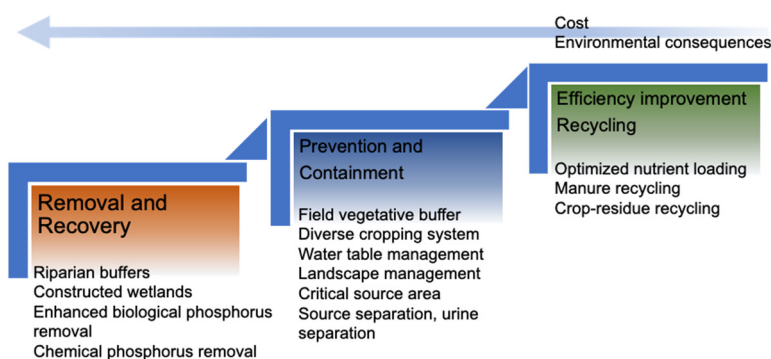 Cost
Environmental consequences
Efficiency improvement
Recycling
Optimized nutrient loading
Manure recycling
Crop-residue recycling
Prevention and
Containment
Field vegetative buffer
Diverse cropping system
Water table management
Landscape management
Critical source area
Source separation, urine
separation
Removal and
Recovery
Riparian buffers
Constructed wetlands
Enhanced biological phosphorus
removal
Chemical phosphorus removal